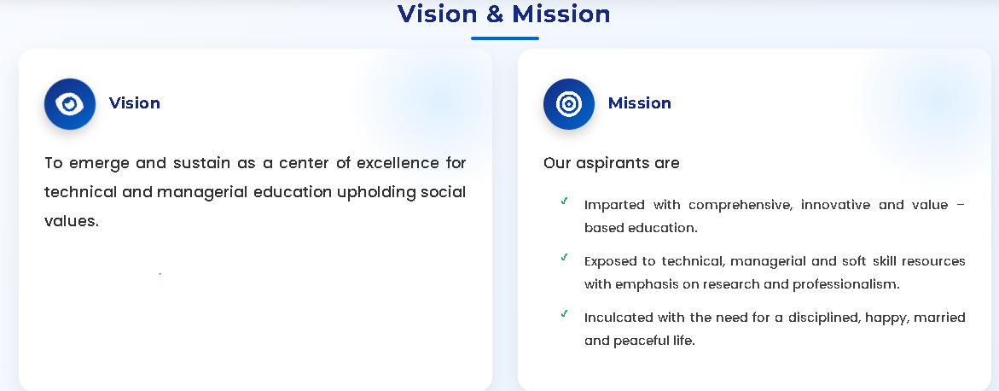 Vision & Mission
Vision
To emerge and sustain as a center of excellence for
technical and managerial education upholding social
values.
Mission
Our aspirants are
Imparted with comprehensive, innovative and value –
based education.
Exposed to technical, managerial and soft skill resources
with emphasis on research and professionalism.
Inculcated with the need for a disciplined, happy, married
and peaceful life.